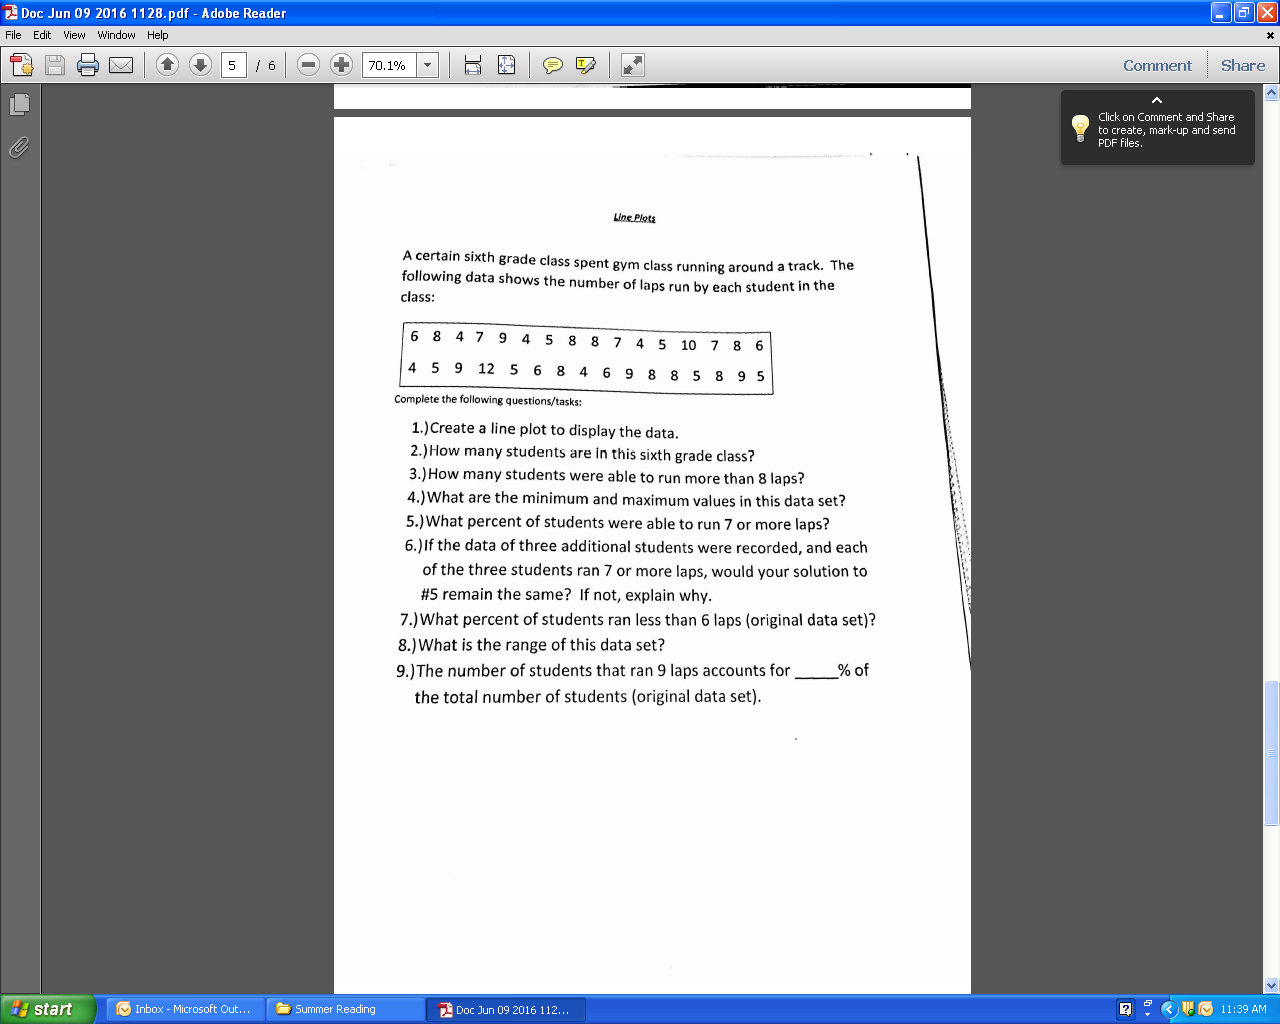 Doc Jun 09 2016 1128.pdf - Adobe Reader
File Edit View Window Help
5 / 6 70.1% Comment Share
Click on Comment and Share
to create, mark-up and send
PDF files.
Line Plots
A certain sixth grade class spent gym class running around a track. The
following data shows the number of laps run by each student in the
class:
6 8 4 7 9 4 5 8 8 7 4 5 10 7 8 6
4 5 9 12 5 6 8 4 6 9 8 8 5 8 9 5
Complete the following questions/tasks:
1.)Create a line plot to display the data.
2.)How many students are in this sixth grade class?
3.)How many students were able to run more than 8 laps?
4.)What are the minimum and maximum values in this data set?
5.)What percent of students were able to run 7 or more laps?
6.)If the data of three additional students were recorded, and each
of the three students ran 7 or more laps, would your solution to
#5 remain the same? If not, explain why.
7.)What percent of students ran less than 6 laps (original data set)?
8.)What is the range of this data set?
9.)The number of students that ran 9 laps accounts for _____% of
the total number of students (original data set).
start Inbox - Microsoft Out... Summer Reading Doc Jun 09 2016 112... 11:39 AM